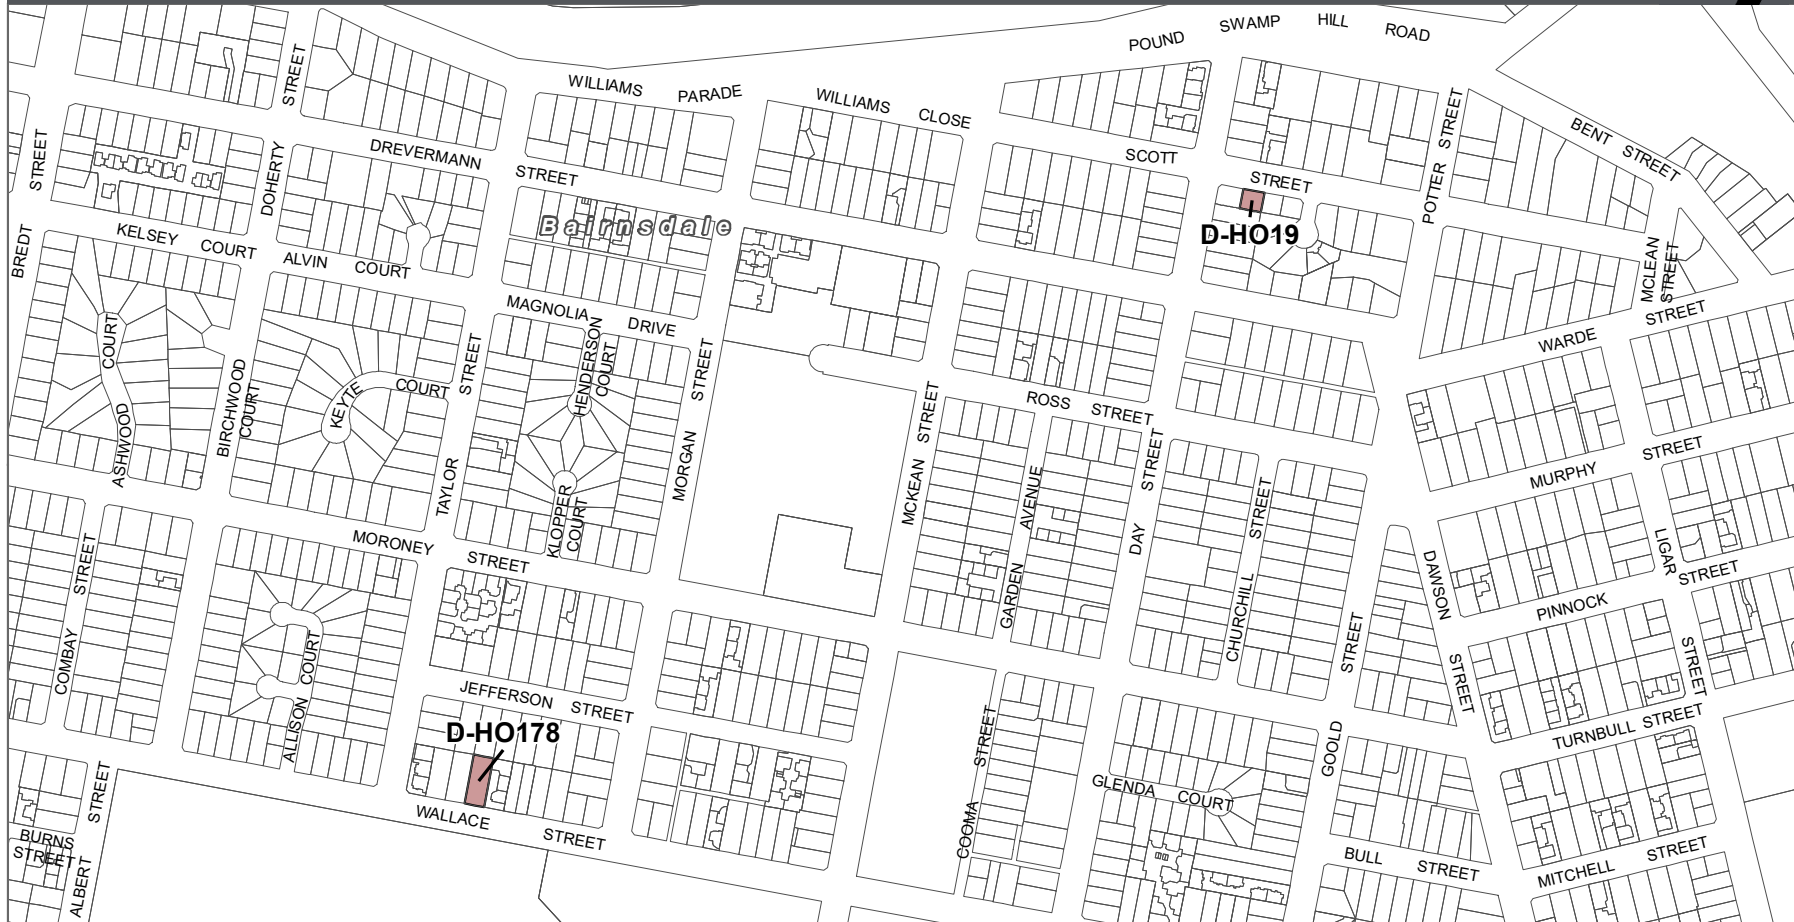 POUND SWAMP HILL ROAD
WILLIAMS PARADE
WILLIAMS CLOSE
BENT STREET
STREET
DREVERMANN STREET
SCOTT STREET
POTTER STREET
BREDT STREET
DOHERTY
Bairnsdale
D-HO19
KELSEY COURT
ALVIN COURT
MCLEAN STREET
MAGNOLIA DRIVE
WARDE STREET
ASHWOOD COURT
BIRCHWOOD COURT
KEYTE COURT
TAYLOR STREET
HENDERSON COURT
MORGAN STREET
MCKEAN STREET
ROSS STREET
KLOPPER COURT
GARDEN AVENUE
DAY STREET
CHURCHILL STREET
MURPHY STREET
MORONEY STREET
COMBAY STREET
ALLISON COURT
DAWSON STREET
LIGAR STREET
PINNOCK STREET
JEFFERSON STREET
D-HO178
GOOLD STREET
TURNBULL STREET
COOMA STREET
GLENDA COURT
WALLACE STREET
BURNS STREET
ALBERT STREET
BULL STREET
MITCHELL STREET